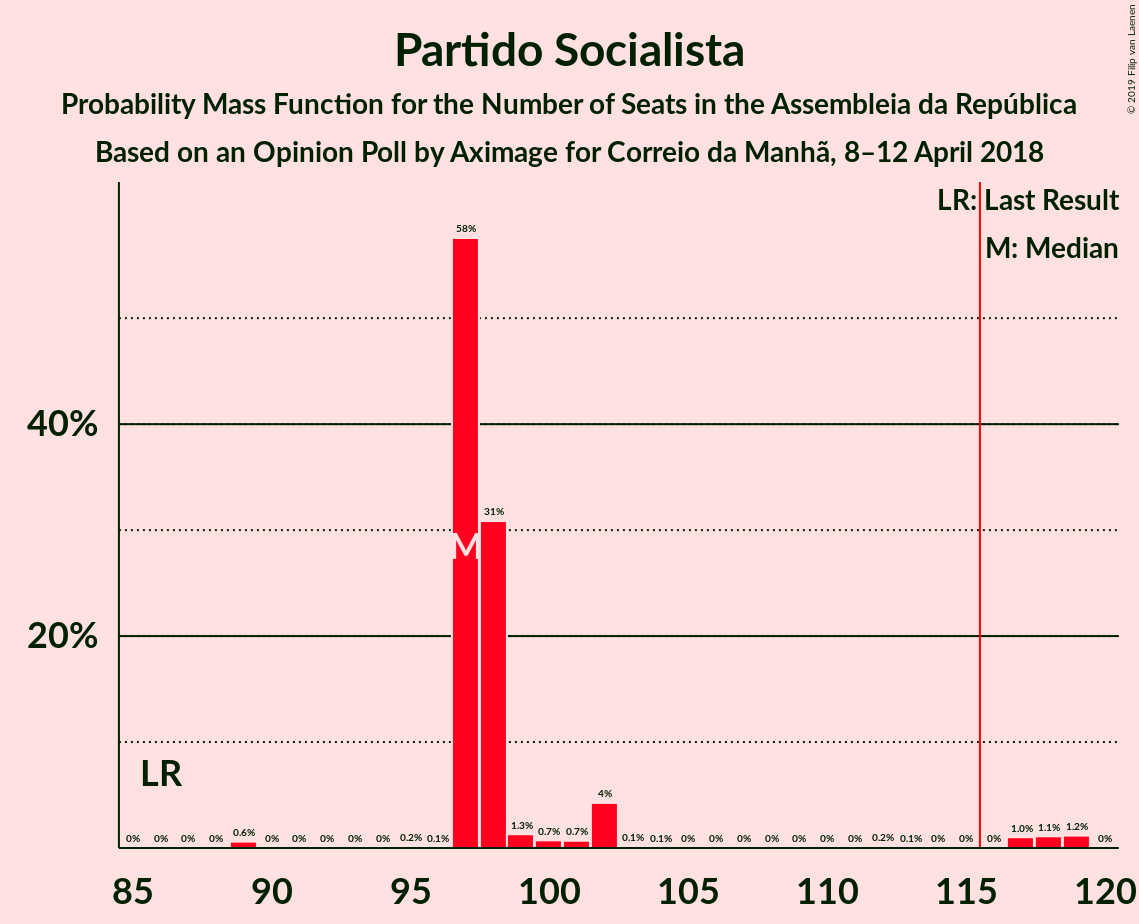 Partido Socialista
Probability Mass Function for the Number of Seats in the Assembleia da República
Based on an Opinion Poll by Aximage for Correio da Manhã, 8–12 April 2018
© 2019 Filip van Laenen
LR: Last Result
M: Median
58%
40%
31%
M
20%
LR
0% 0% 0% 0% 0.6% 0% 0% 0% 0% 0% 0.2% 0.1% 1.3% 0.7% 0.7% 4% 0.1% 0.1% 0% 0% 0% 0% 0% 0% 0% 0.2% 0.1% 0% 0% 0% 1.0% 1.1% 1.2% 0%
85 90 95 100 105 110 115 120